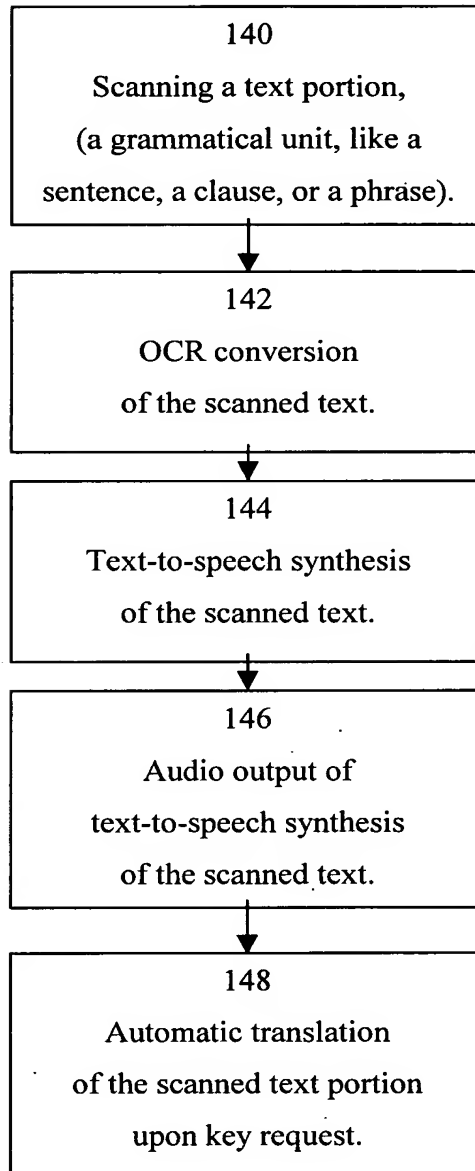 140
Scanning a text portion,
(a grammatical unit, like a
sentence, a clause, or a phrase).
142
OCR conversion
of the scanned text.
144
Text-to-speech synthesis
of the scanned text.
146
Audio output of
text-to-speech synthesis
of the scanned text.
148
Automatic translation
of the scanned text portion
upon key request.